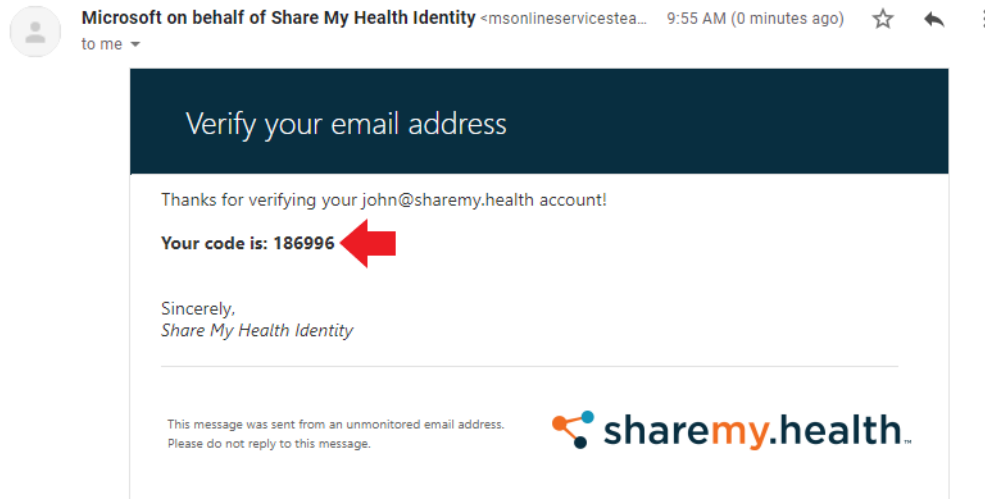 Microsoft on behalf of Share My Health Identity <msonlineservicestea... 9:55 AM (0 minutes ago)
to me
Verify your email address
Thanks for verifying your john@sharemy.health account!
Your code is: 186996
Sincerely,
Share My Health Identity
This message was sent from an unmonitored email address.
Please do not reply to this message.
sharemy.health™